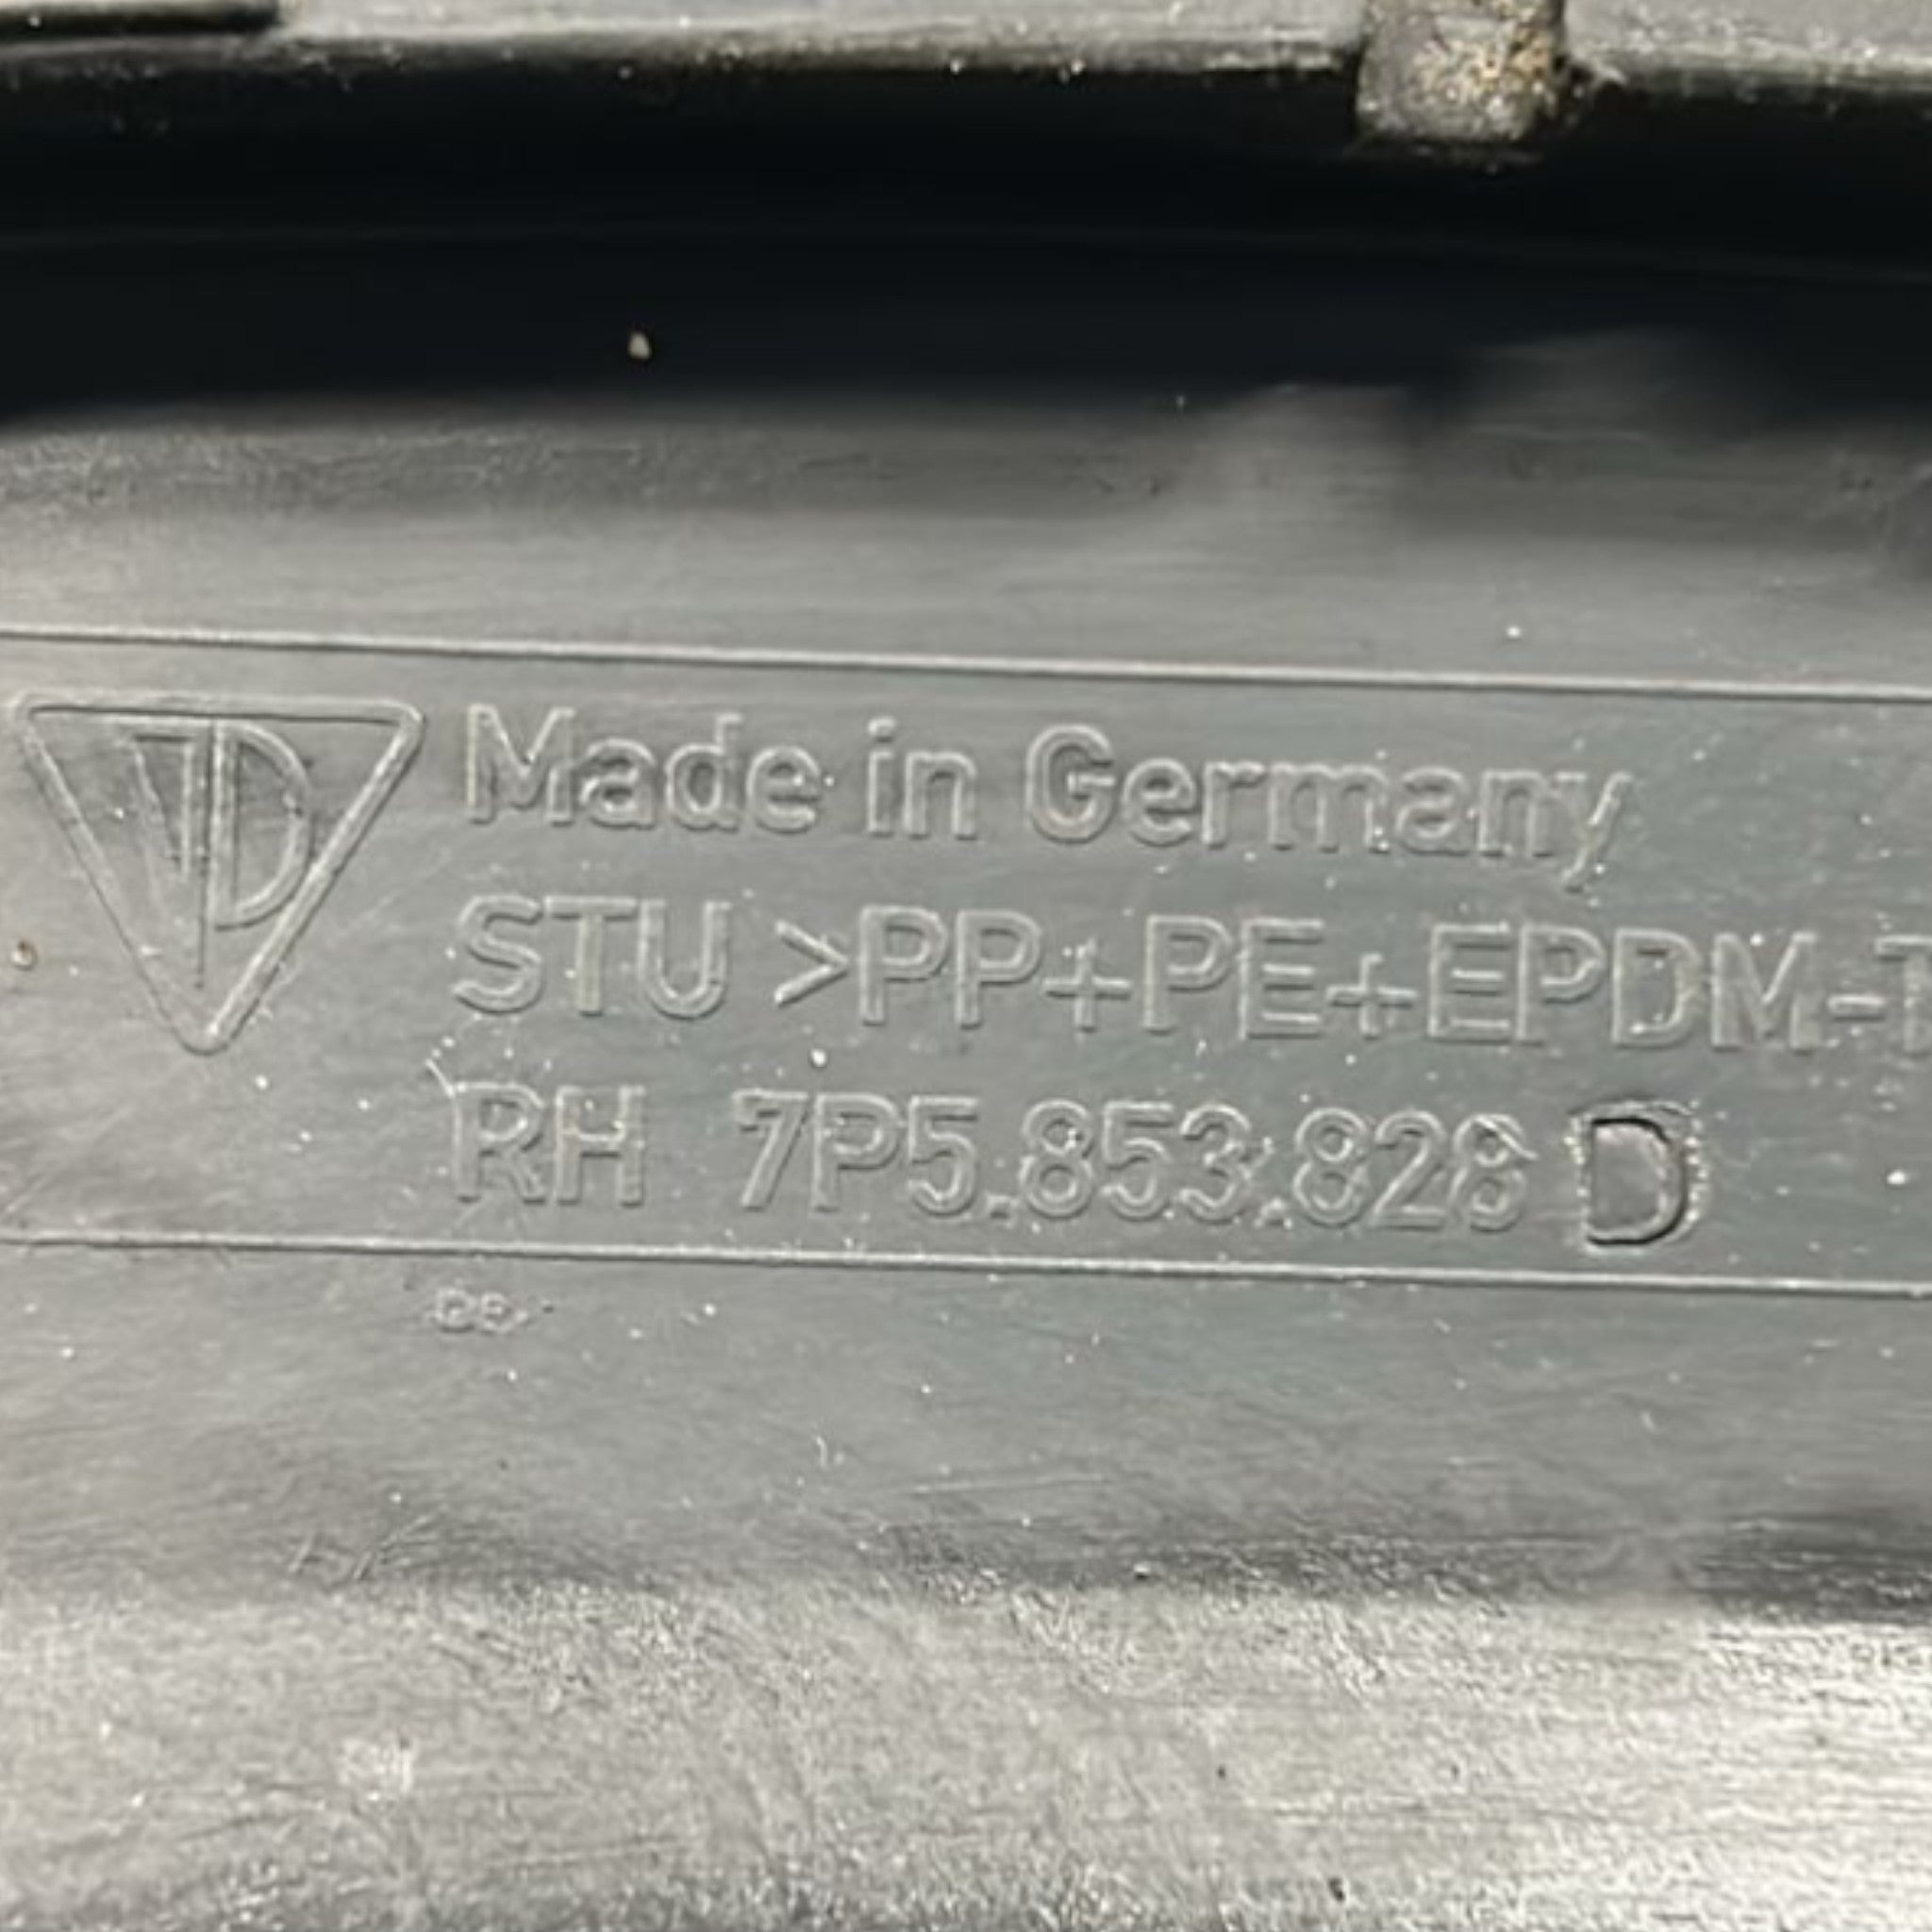 Made in Germany
STU >PP+PE+EPDM-T
RH 7P5.853.828 D